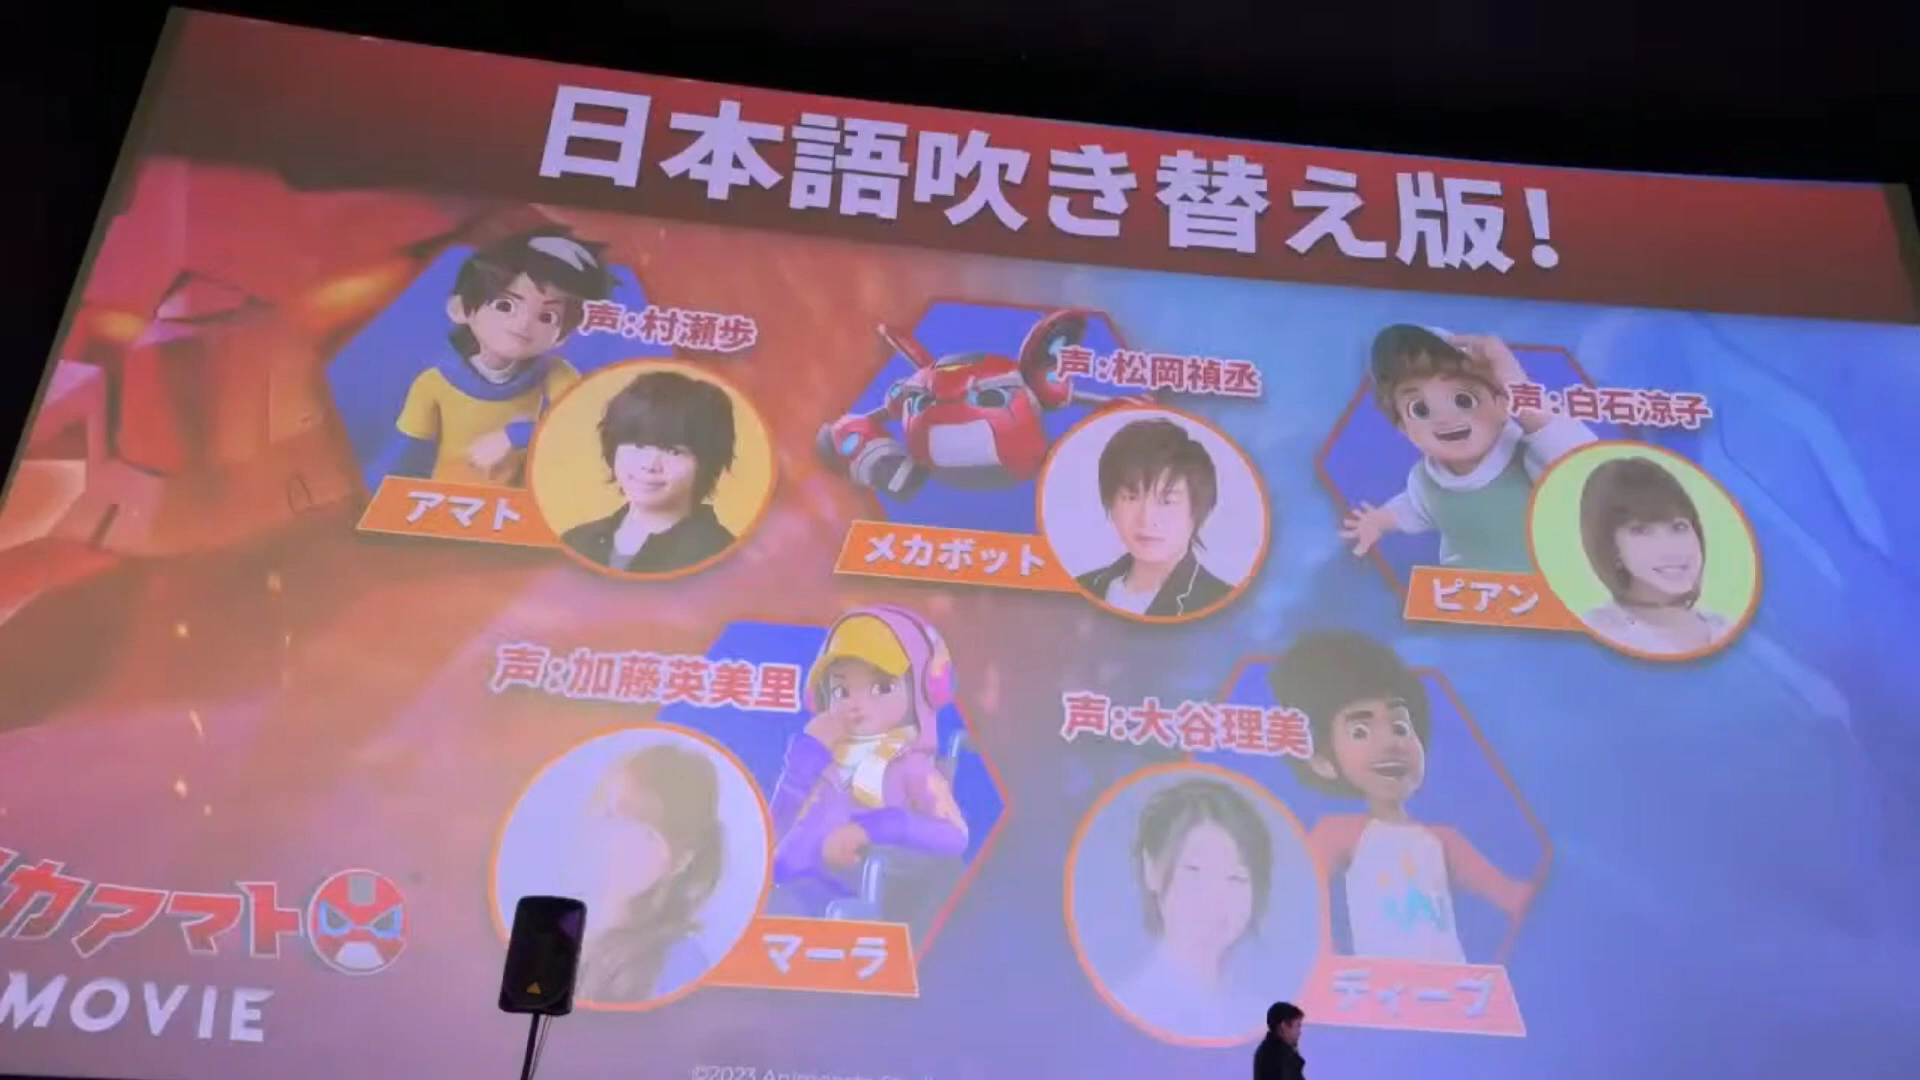 日本語吹き替え版!
声:村瀬歩
アマト
声:松岡禎丞
メカボット
声:白石涼子
ピアン
声:加藤英美里
マーラ
声:大谷理美
ディープ
カアマト
MOVIE
©2023